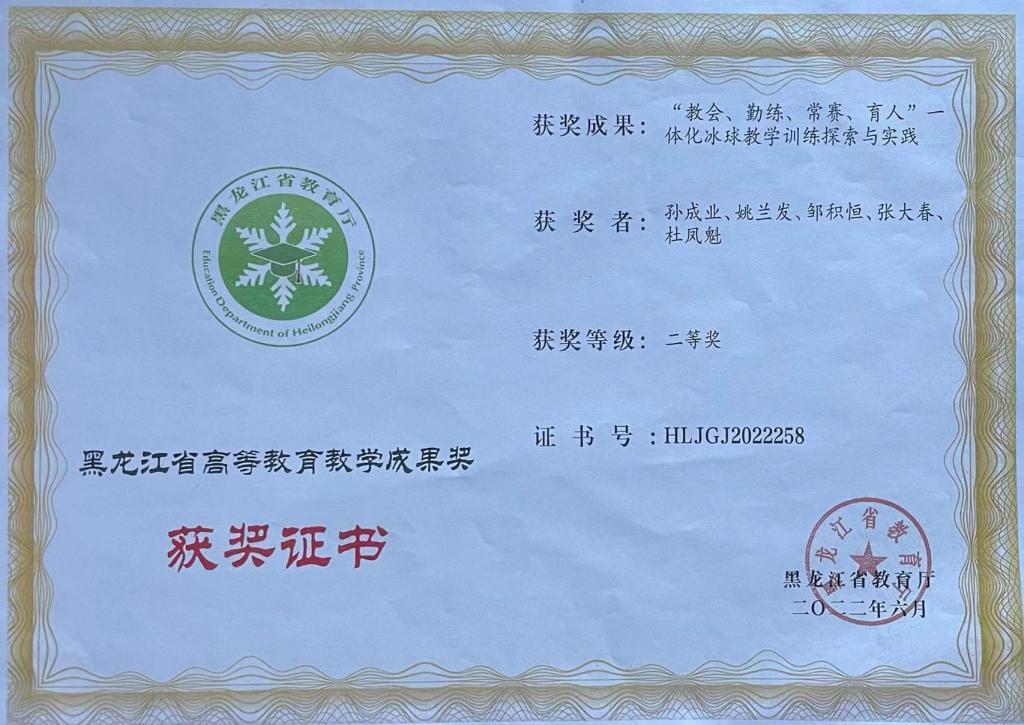 黑龙江省教育厅
Education Department of Heilongjiang Province
黑龙江省高等教育教学成果奖
获奖证书
获奖成果：“教会、勤练、常赛、育人”一
体化冰球教学训练探索与实践
获奖者：孙成业、姚兰发、邹积恒、张大春、
杜凤魁
获奖等级：二等奖
证书号：HLJGJ2022258
黑龙江省教育厅
黑龙江省教育厅
二〇二二年六月